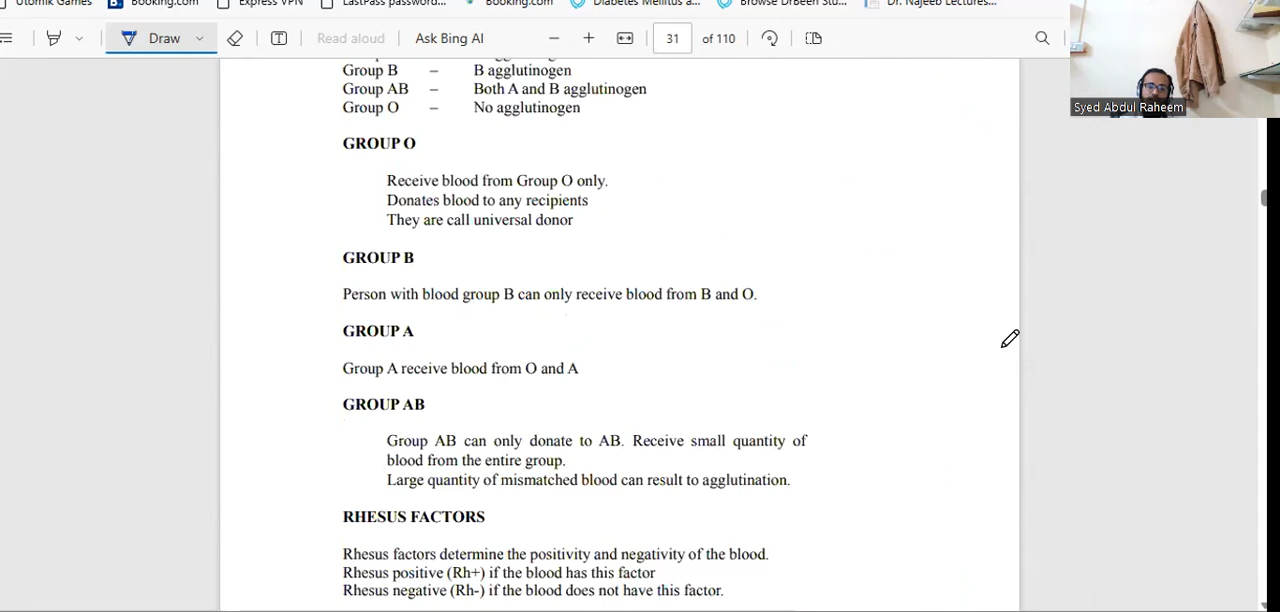 Utomik Games
Booking.com
Express VPN
LastPass password...
Booking.com
Diabetes Mellitus a...
Browse DrBeen Stu...
Dr. Najeeb Lectures...
Draw
Read aloud
Ask Bing AI
31
of 110
Syed Abdul Raheem
Group B – B agglutinogen
Group AB – Both A and B agglutinogen
Group O – No agglutinogen
GROUP O
Receive blood from Group O only.
Donates blood to any recipients
They are call universal donor
GROUP B
Person with blood group B can only receive blood from B and O.
GROUP A
Group A receive blood from O and A
GROUP AB
Group AB can only donate to AB. Receive small quantity of
blood from the entire group.
Large quantity of mismatched blood can result to agglutination.
RHESUS FACTORS
Rhesus factors determine the positivity and negativity of the blood.
Rhesus positive (Rh+) if the blood has this factor
Rhesus negative (Rh-) if the blood does not have this factor.